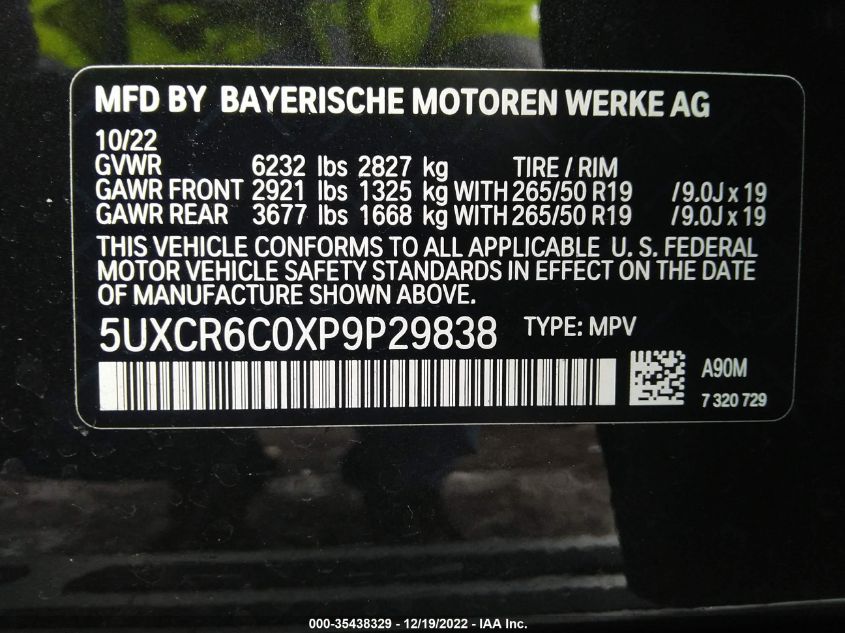 MFD BY BAYERISCHE MOTOREN WERKE AG
10/22
GVWR 6232 lbs 2827 kg TIRE / RIM
GAWR FRONT 2921 lbs 1325 kg WITH 265/50 R19 /9.0J x 19
GAWR REAR 3677 lbs 1668 kg WITH 265/50 R19 /9.0J x 19
THIS VEHICLE CONFORMS TO ALL APPLICABLE U. S. FEDERAL
MOTOR VEHICLE SAFETY STANDARDS IN EFFECT ON THE DATE
OF MANUFACTURE SHOWN ABOVE.
5UXCR6C0XP9P29838 TYPE: MPV
A90M
7 320 729
000-35438329 - 12/19/2022 - IAA Inc.